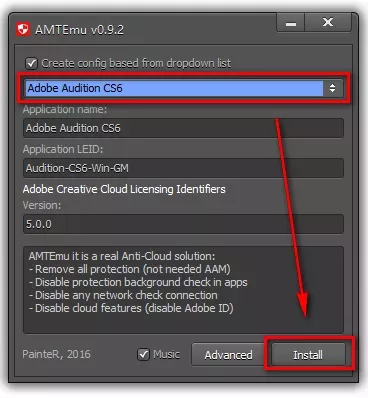 AMTEmu v0.9.2
Create config based from dropdown list
Adobe Audition CS6
Application name:
Adobe Audition CS6
Application LEID:
Audition-CS6-Win-GM
Adobe Creative Cloud Licensing Identifiers
Version:
5.0.0
AMTEmu it is a real Anti-Cloud solution:
- Remove all protection (not needed AAM)
- Disable protection background check in apps
- Disable any network check connection
- Disable cloud features (disable Adobe ID)
PainteR, 2016 Music Advanced Install